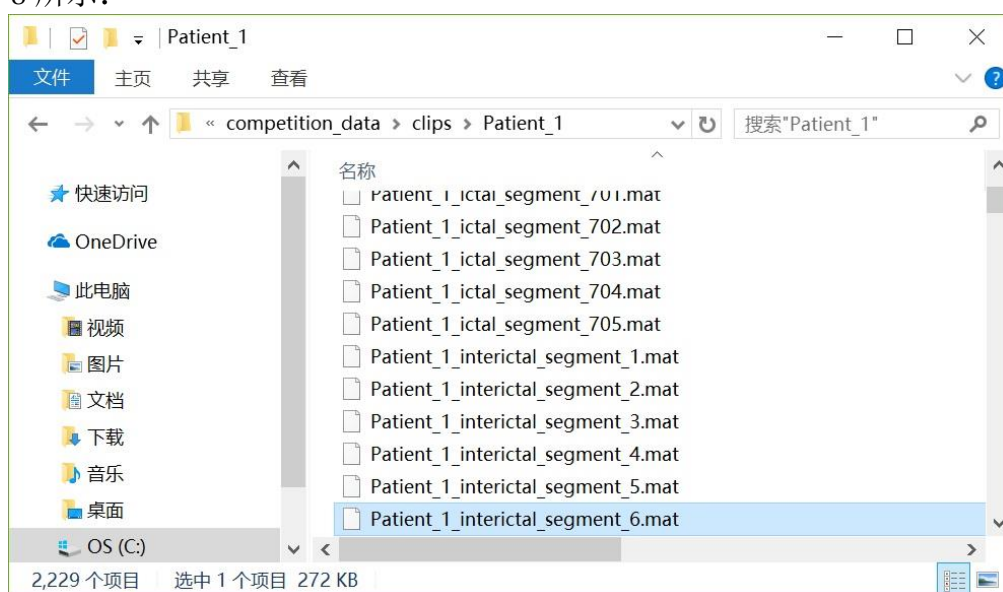 Patient_1
文件 主页 共享 查看
« competition_data > clips > Patient_1
搜索"Patient_1"
名称
快速访问
OneDrive
此电脑
视频
图片
文档
下载
音乐
桌面
OS (C:)
Patient_1_ictal_segment_701.mat
Patient_1_ictal_segment_702.mat
Patient_1_ictal_segment_703.mat
Patient_1_ictal_segment_704.mat
Patient_1_ictal_segment_705.mat
Patient_1_interictal_segment_1.mat
Patient_1_interictal_segment_2.mat
Patient_1_interictal_segment_3.mat
Patient_1_interictal_segment_4.mat
Patient_1_interictal_segment_5.mat
Patient_1_interictal_segment_6.mat
2,229 个项目 选中 1 个项目 272 KB